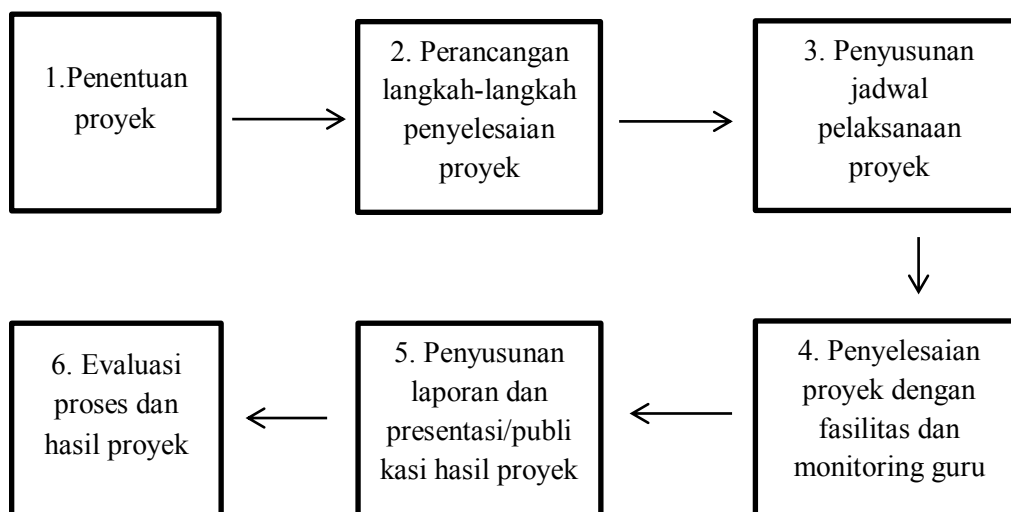 1.Penentuan
proyek
2. Perancangan
langkah-langkah
penyelesaian
proyek
3. Penyusunan
jadwal
pelaksanaan
proyek
4. Penyelesaian
proyek dengan
fasilitas dan
monitoring guru
5. Penyusunan
laporan dan
presentasi/publi
kasi hasil proyek
6. Evaluasi
proses dan
hasil proyek